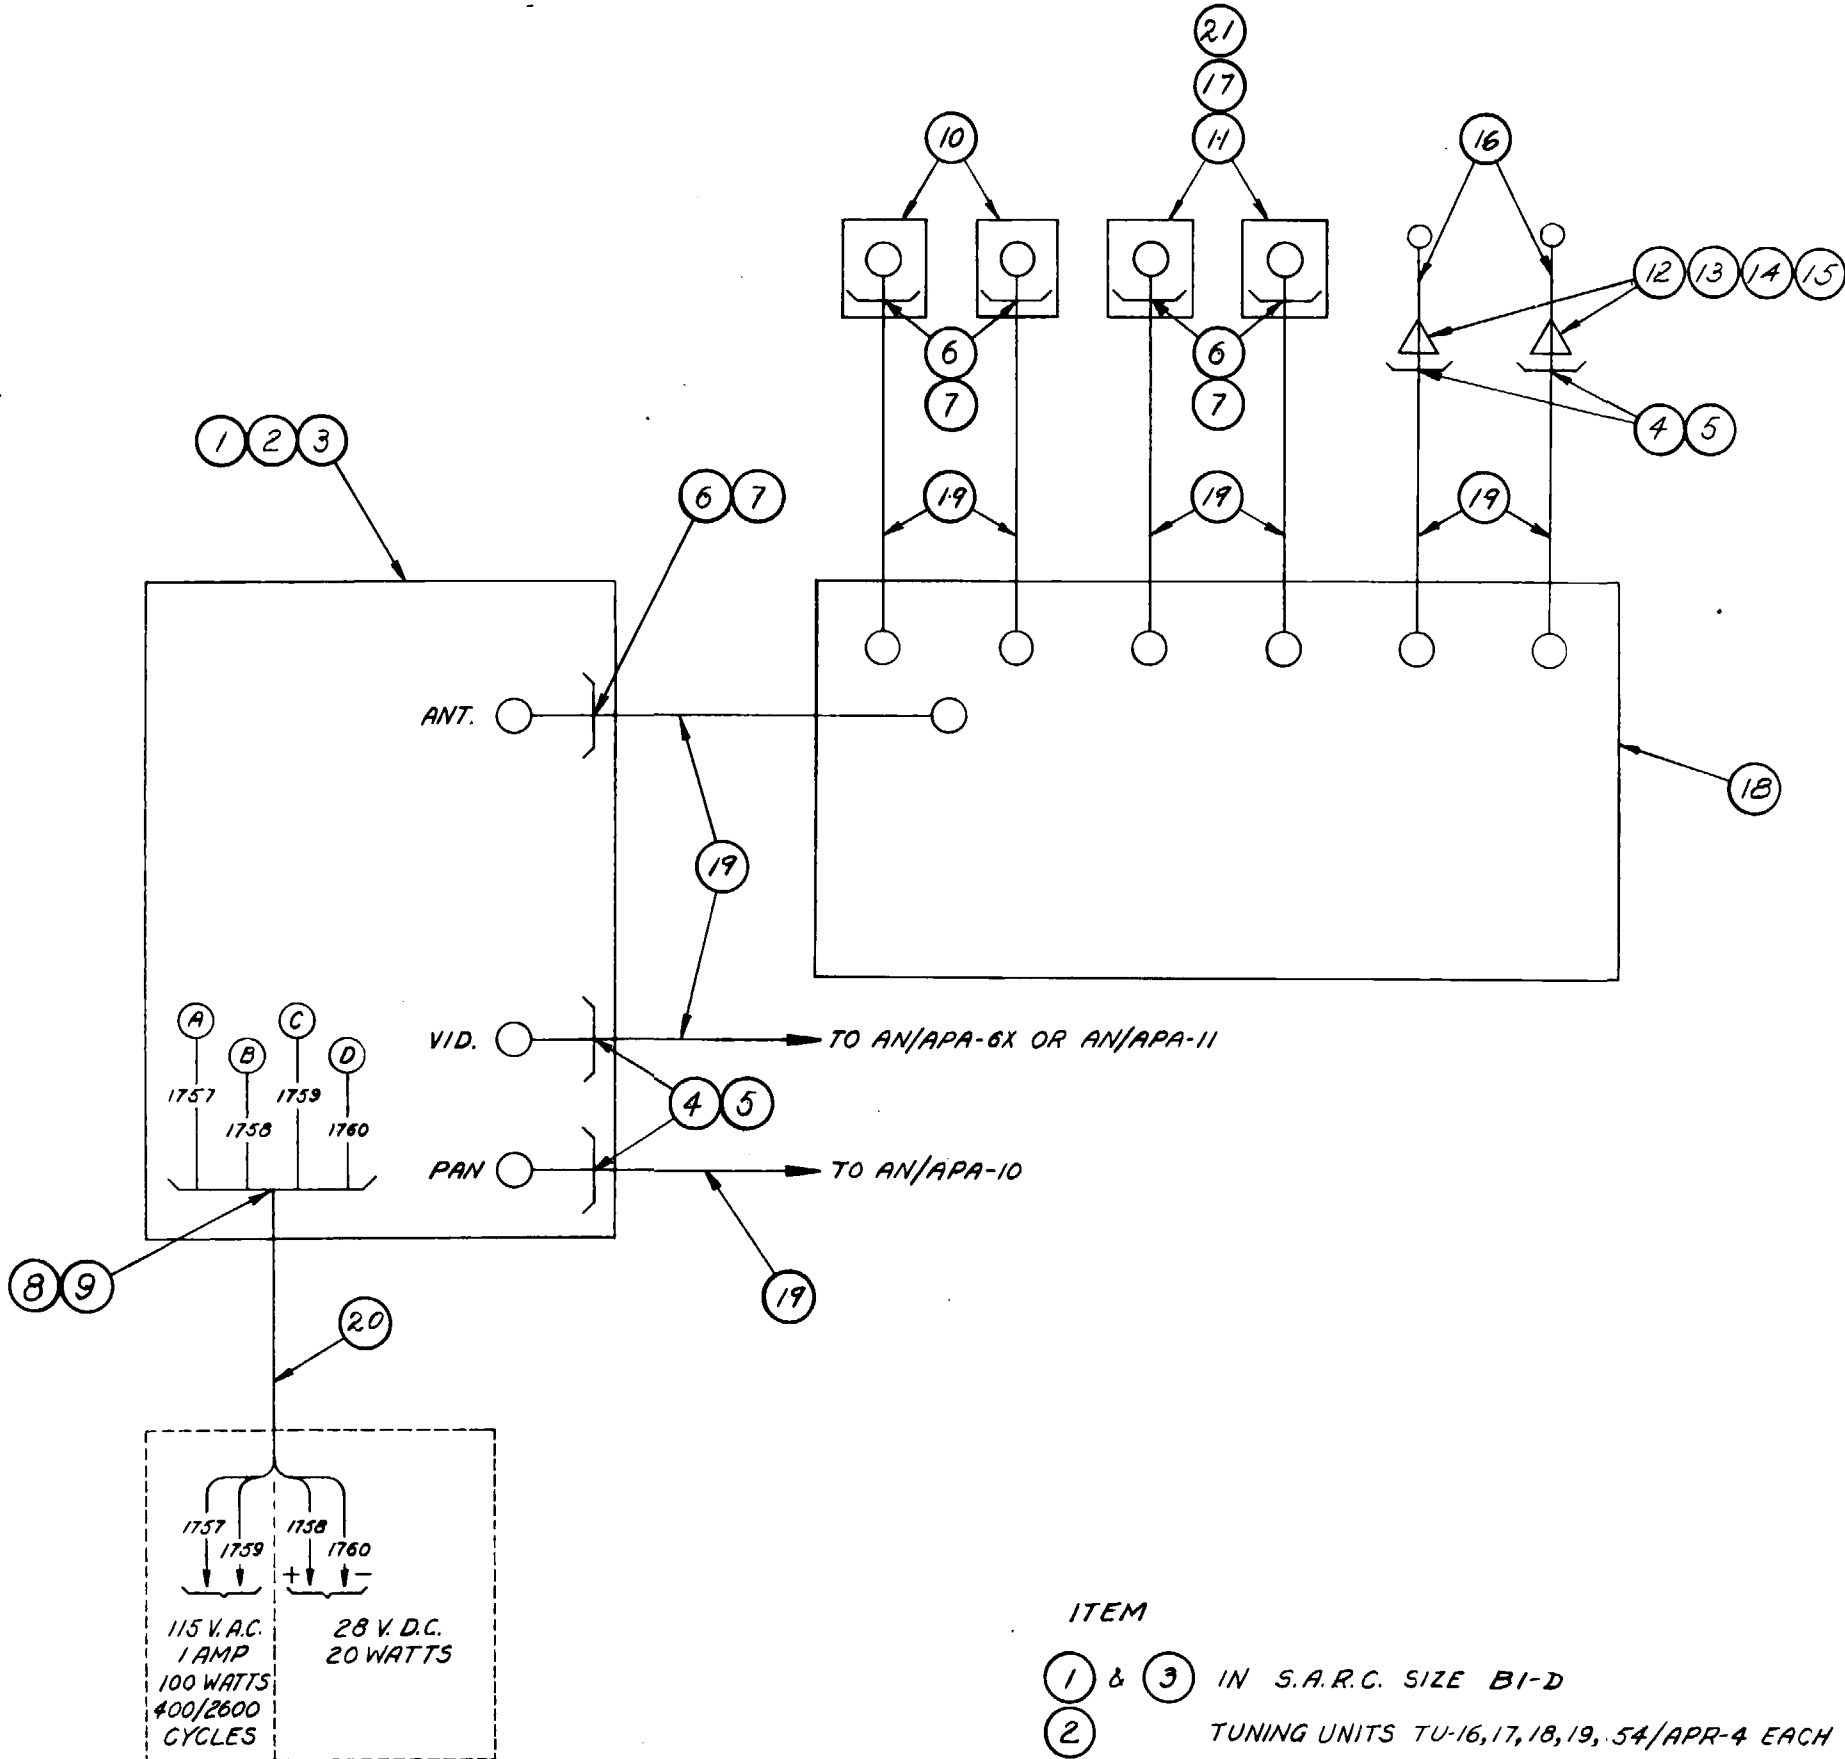 21
17
10
11
16
12 13 14 15
6
7
6
7
4 5
1 2 3
6 7
19
19
19
ANT.
18
19
A
C
B
D
VID.
TO AN/APA-6X OR AN/APA-11
1757
1759
1758
1760
4 5
PAN
TO AN/APA-10
8 9
19
20
1757
1758
1759
1760
+
-
115 V. A.C.
1 AMP
100 WATTS
400/2600
CYCLES
28 V. D.C.
20 WATTS
ITEM
1 & 3 IN S.A.R.C. SIZE B1-D
2 TUNING UNITS TU-16,17,18,19,.54/APR-4 EACH